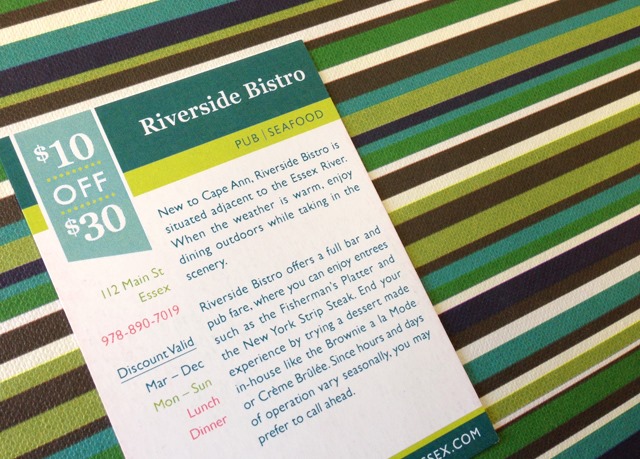 Riverside Bistro
PUB | SEAFOOD
$10
OFF
$30
112 Main St
Essex
978-890-7019
Discount Valid
Mar – Dec
Mon – Sun
Lunch
Dinner
New to Cape Ann, Riverside Bistro is
situated adjacent to the Essex River.
When the weather is warm, enjoy
dining outdoors while taking in the
scenery.
Riverside Bistro offers a full bar and
pub fare, where you can enjoy entrees
such as the Fisherman's Platter and
the New York Strip Steak. End your
experience by trying a dessert made
in-house like the Brownie a la Mode
or Crème Brûlée. Since hours and days
of operation vary seasonally, you may
prefer to call ahead.
SEX.COM